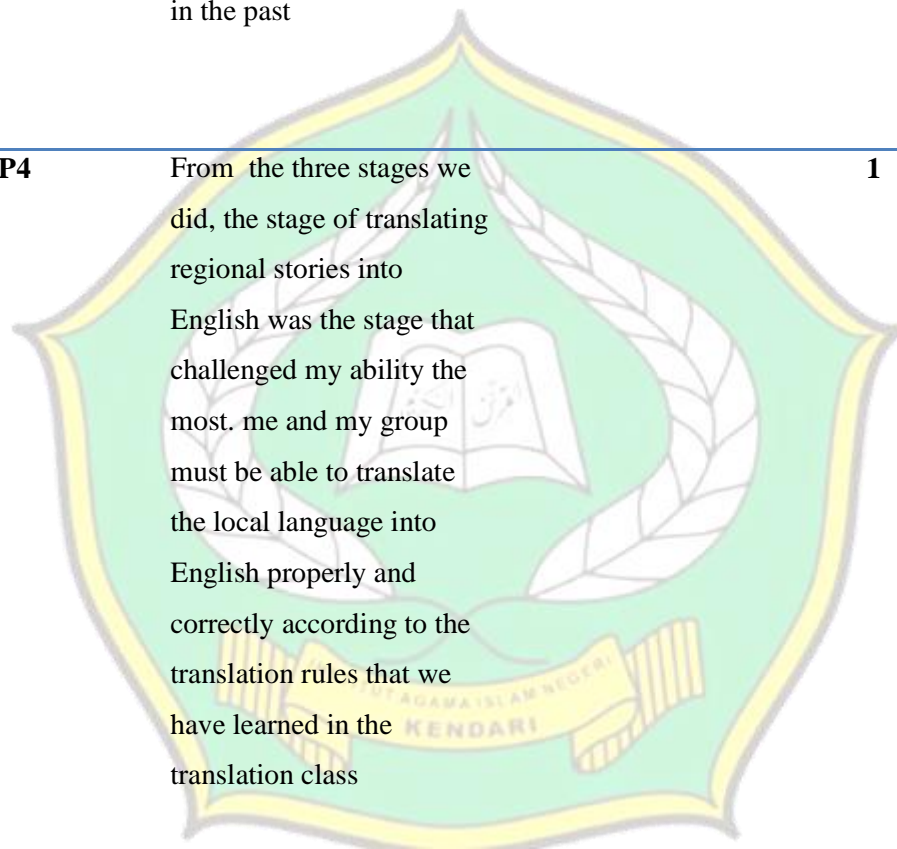 in the past
P4 From the three stages we 1
did, the stage of translating
regional stories into
English was the stage that
challenged my ability the
most. me and my group
must be able to translate
the local language into
English properly and
correctly according to the
translation rules that we
have learned in the
translation class
AGAMA ISLAM NEGERI
KENDARI